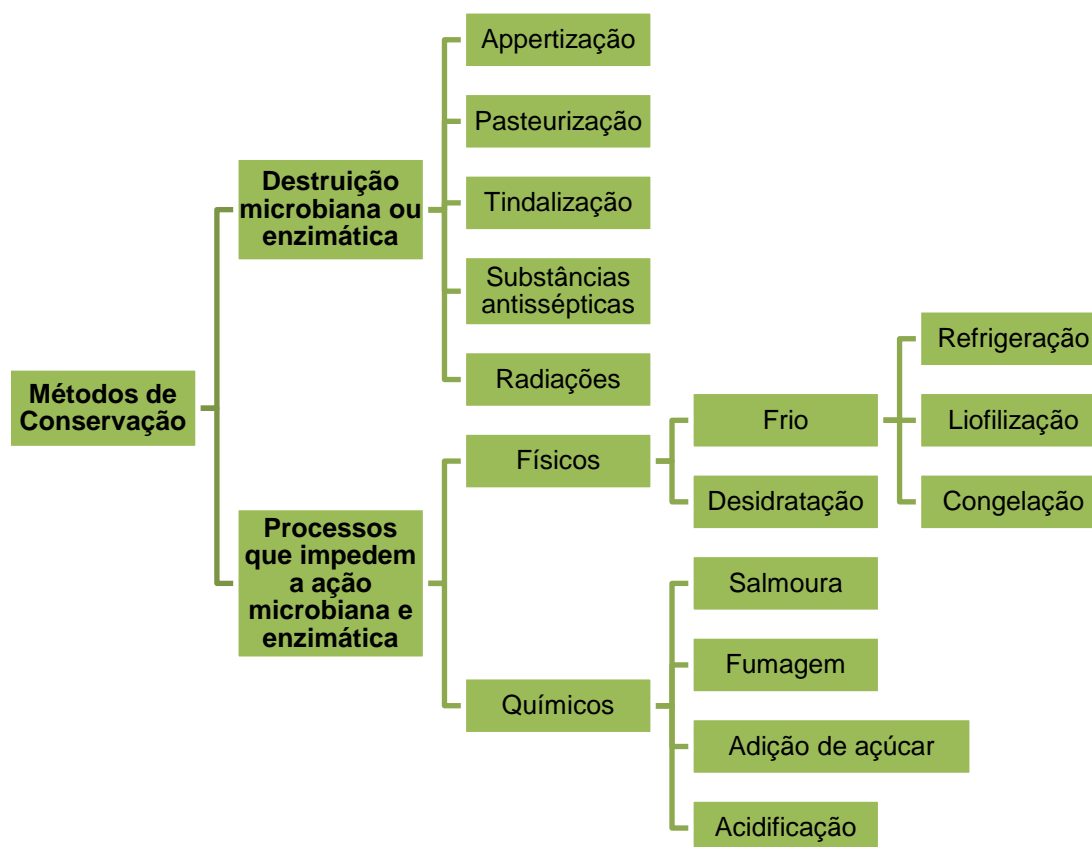 Appertização
Pasteurização
Destruição
microbiana ou
enzimática
Tindalização
Substâncias
antissépticas
Refrigeração
Radiações
Métodos de
Conservação
Frio
Liofilização
Físicos
Desidratação
Congelação
Processos
que impedem
a ação
microbiana e
enzimática
Salmoura
Fumagem
Químicos
Adição de açúcar
Acidificação